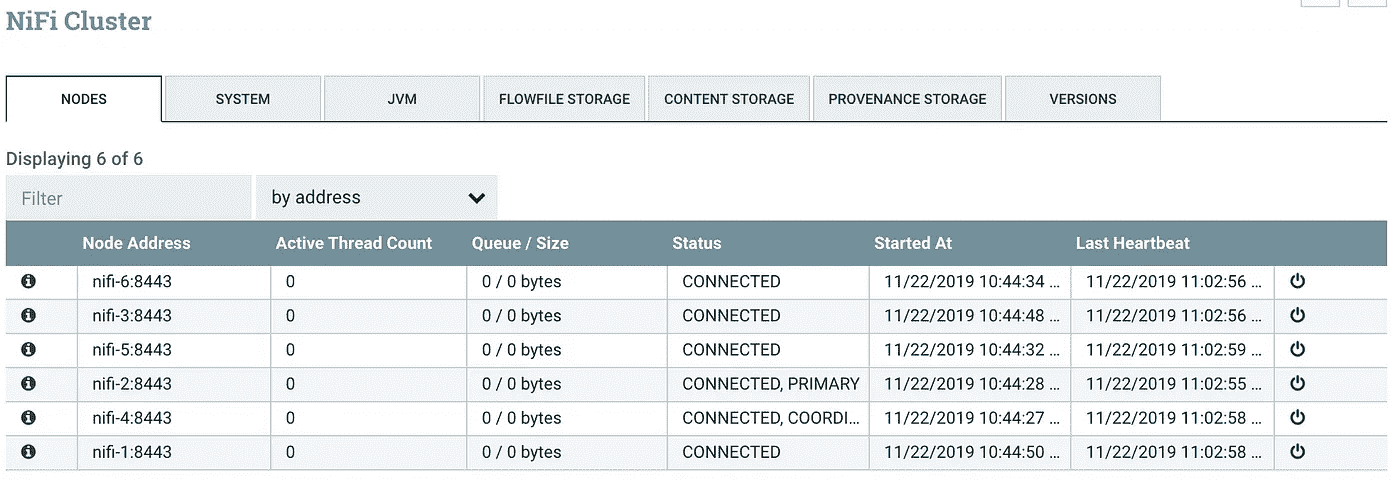 NiFi Cluster
NODES SYSTEM JVM FLOWFILE STORAGE CONTENT STORAGE PROVENANCE STORAGE VERSIONS
Displaying 6 of 6
Filter by address
Node Address Active Thread Count Queue / Size Status Started At Last Heartbeat
nifi-6:8443 0 0 / 0 bytes CONNECTED 11/22/2019 10:44:34 ... 11/22/2019 11:02:56 ...
nifi-3:8443 0 0 / 0 bytes CONNECTED 11/22/2019 10:44:48 ... 11/22/2019 11:02:56 ...
nifi-5:8443 0 0 / 0 bytes CONNECTED 11/22/2019 10:44:32 ... 11/22/2019 11:02:59 ...
nifi-2:8443 0 0 / 0 bytes CONNECTED, PRIMARY 11/22/2019 10:44:28 ... 11/22/2019 11:02:55 ...
nifi-4:8443 0 0 / 0 bytes CONNECTED, COORDI... 11/22/2019 10:44:27 ... 11/22/2019 11:02:58 ...
nifi-1:8443 0 0 / 0 bytes CONNECTED 11/22/2019 10:44:50 ... 11/22/2019 11:02:58 ...